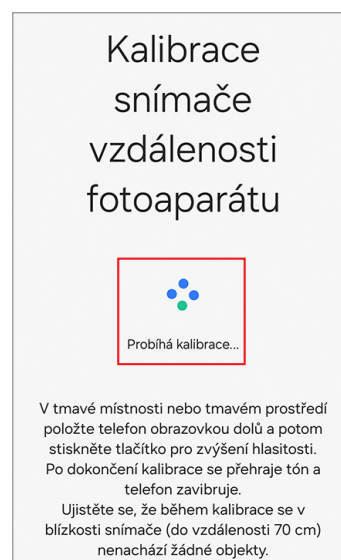 Kalibrace
snímače
vzdálenosti
fotoaparátu
Probíhá kalibrace...
V tmavé místnosti nebo tmavém prostředí
položte telefon obrazovkou dolů a potom
stiskněte tlačítko pro zvýšení hlasitosti.
Po dokončení kalibrace se přehraje tón a
telefon zavibruje.
Ujistěte se, že během kalibrace se v
blízkosti snímače (do vzdálenosti 70 cm)
nenachází žádné objekty.